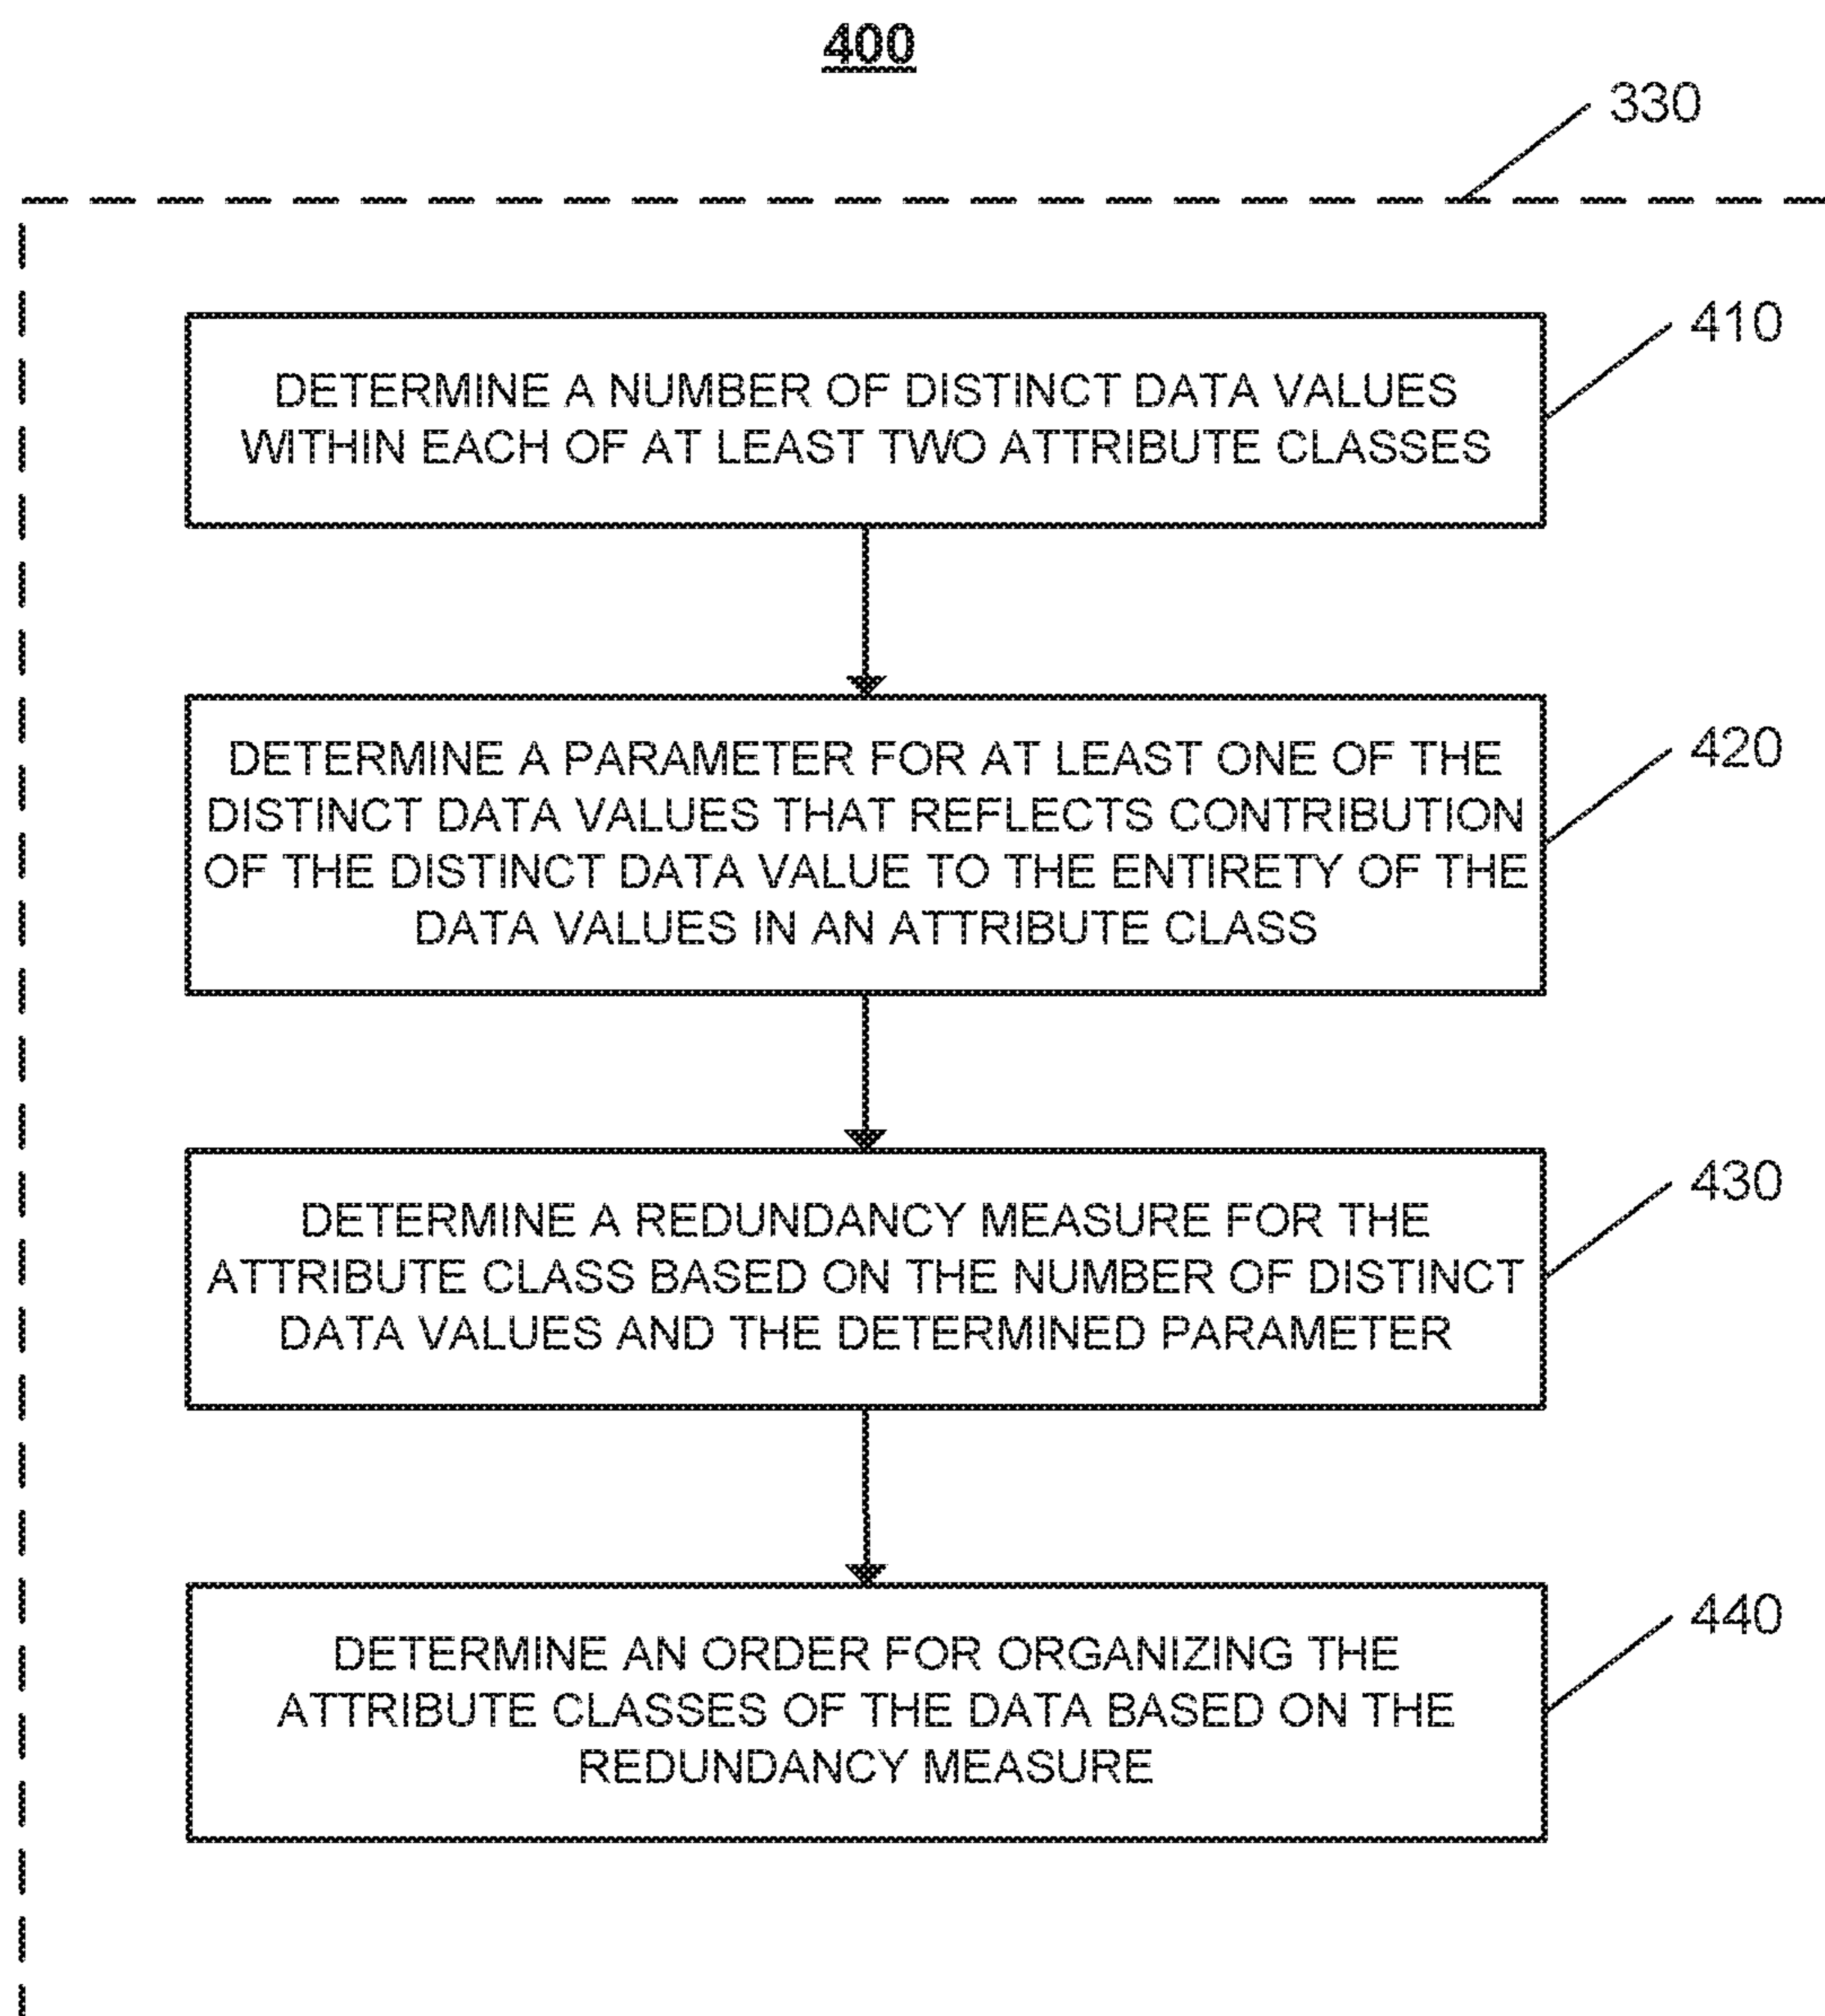 400
330
DETERMINE A NUMBER OF DISTINCT DATA VALUES
WITHIN EACH OF AT LEAST TWO ATTRIBUTE CLASSES
410
DETERMINE A PARAMETER FOR AT LEAST ONE OF THE
DISTINCT DATA VALUES THAT REFLECTS CONTRIBUTION
OF THE DISTINCT DATA VALUE TO THE ENTIRETY OF THE
DATA VALUES IN AN ATTRIBUTE CLASS
420
DETERMINE A REDUNDANCY MEASURE FOR THE
ATTRIBUTE CLASS BASED ON THE NUMBER OF DISTINCT
DATA VALUES AND THE DETERMINED PARAMETER
430
DETERMINE AN ORDER FOR ORGANIZING THE
ATTRIBUTE CLASSES OF THE DATA BASED ON THE
REDUNDANCY MEASURE
440